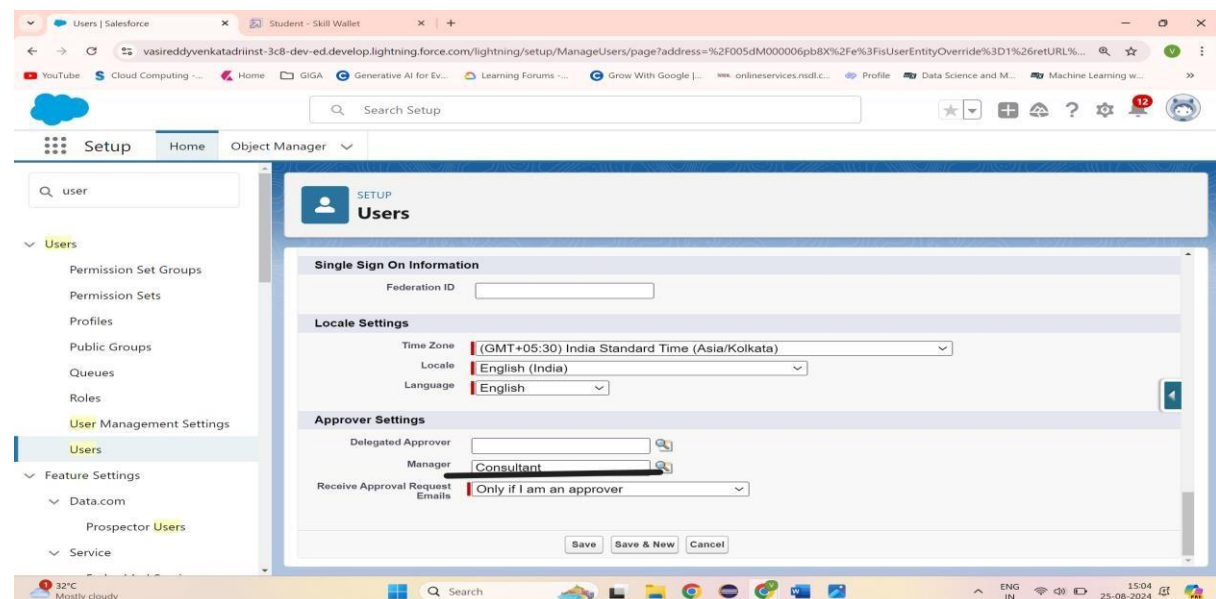 Users | Salesforce
Student - Skill Wallet
vasireddyvenkatadriinst-3c8-dev-ed.develop.lightning.force.com/lightning/setup/ManageUsers/page?address=%2F005dM000006pb8X%2Fe%3FisUserEntityOverride%3D1%26retURL%...
V
YouTube
Cloud Computing -...
Home
GIGA
Generative AI for Ev...
Learning Forums -...
Grow With Google |...
onlineservices.nsdl.c...
Profile
Data Science and M...
Machine Learning w...
Search Setup
12
Setup
Home
Object Manager
user
Users
Permission Set Groups
Permission Sets
Profiles
Public Groups
Queues
Roles
User Management Settings
Users
Feature Settings
Data.com
Prospector Users
Service
SETUP
Users
Single Sign On Information
Federation ID
Locale Settings
Time Zone (GMT+05:30) India Standard Time (Asia/Kolkata)
Locale English (India)
Language English
Approver Settings
Delegated Approver
Manager Consultant
Receive Approval Request Emails Only if I am an approver
Save Save & New Cancel
1
32°C
Mostly cloudy
Search
ENG
IN
15:04
25-08-2024